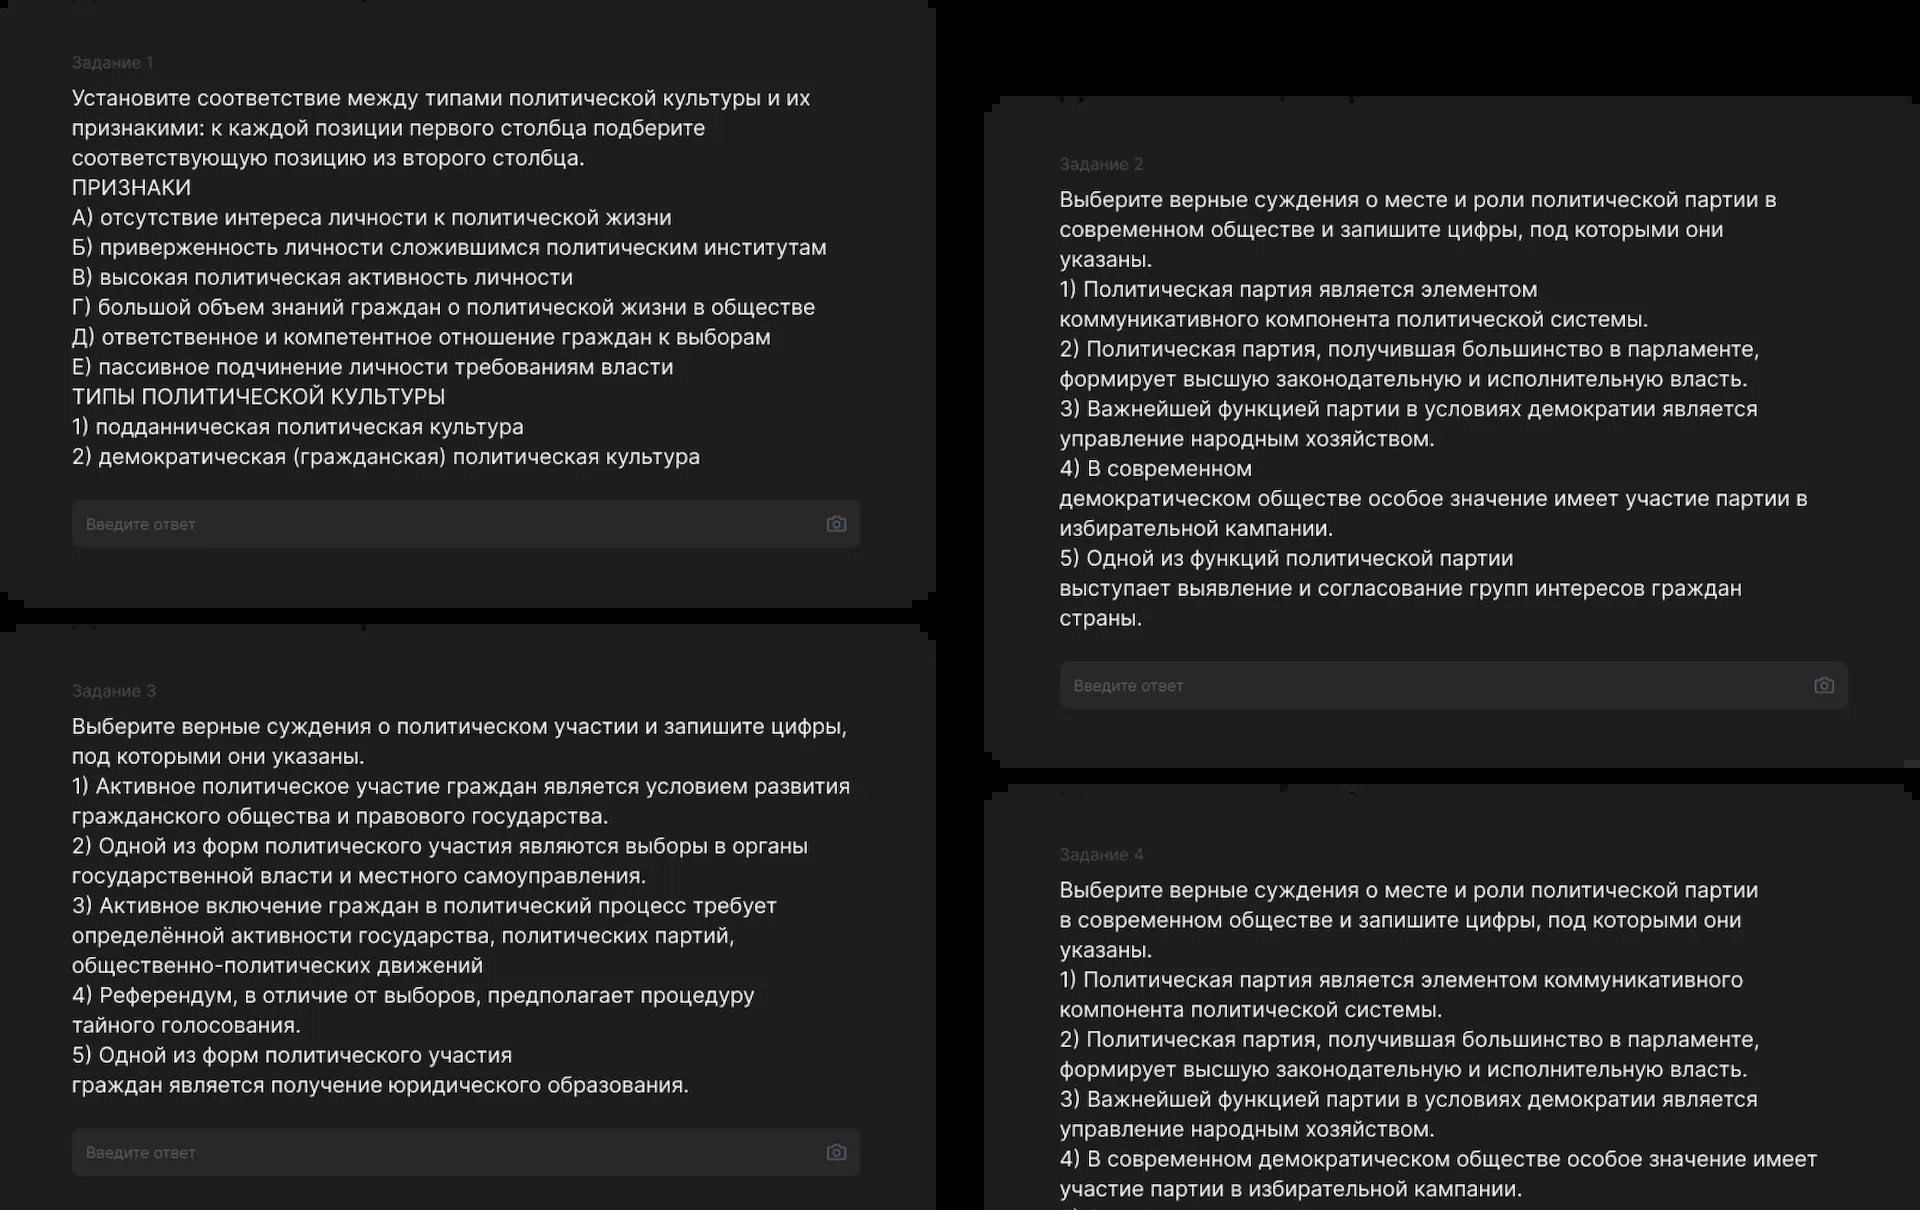 Задание 1
Установите соответствие между типами политической культуры и их
признакими: к каждой позиции первого столбца подберите
соответствующую позицию из второго столбца.
ПРИЗНАКИ
А) отсутствие интереса личности к политической жизни
Б) приверженность личности сложившимся политическим институтам
В) высокая политическая активность личности
Г) большой объем знаний граждан о политической жизни в обществе
Д) ответственное и компетентное отношение граждан к выборам
Е) пассивное подчинение личности требованиям власти
ТИПЫ ПОЛИТИЧЕСКОЙ КУЛЬТУРЫ
1) подданническая политическая культура
2) демократическая (гражданская) политическая культура
Введите ответ
Задание 2
Выберите верные суждения о месте и роли политической партии в
современном обществе и запишите цифры, под которыми они
указаны.
1) Политическая партия является элементом
коммуникативного компонента политической системы.
2) Политическая партия, получившая большинство в парламенте,
формирует высшую законодательную и исполнительную власть.
3) Важнейшей функцией партии в условиях демократии является
управление народным хозяйством.
4) В современном
демократическом обществе особое значение имеет участие партии в
избирательной кампании.
5) Одной из функций политической партии
выступает выявление и согласование групп интересов граждан
страны.
Введите ответ
Задание 3
Выберите верные суждения о политическом участии и запишите цифры,
под которыми они указаны.
1) Активное политическое участие граждан является условием развития
гражданского общества и правового государства.
2) Одной из форм политического участия являются выборы в органы
государственной власти и местного самоуправления.
3) Активное включение граждан в политический процесс требует
определённой активности государства, политических партий,
общественно-политических движений
4) Референдум, в отличие от выборов, предполагает процедуру
тайного голосования.
5) Одной из форм политического участия
граждан является получение юридического образования.
Введите ответ
Задание 4
Выберите верные суждения о месте и роли политической партии
в современном обществе и запишите цифры, под которыми они
указаны.
1) Политическая партия является элементом коммуникативного
компонента политической системы.
2) Политическая партия, получившая большинство в парламенте,
формирует высшую законодательную и исполнительную власть.
3) Важнейшей функцией партии в условиях демократии является
управление народным хозяйством.
4) В современном демократическом обществе особое значение имеет
участие партии в избирательной кампании.